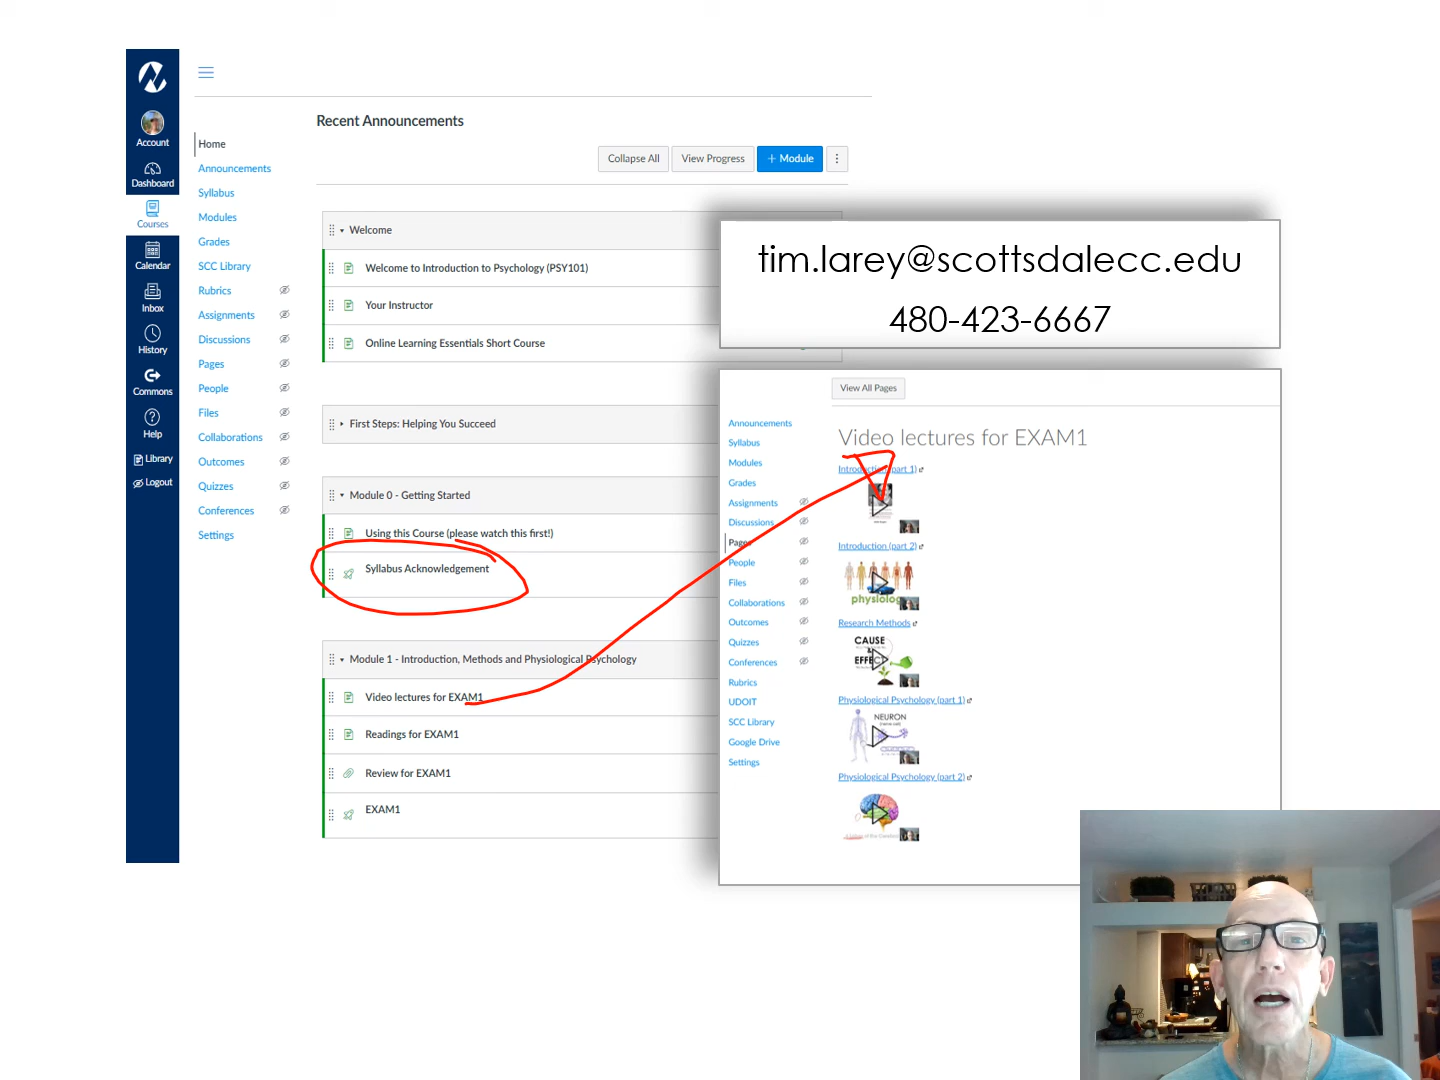 Recent Announcements
Collapse All
View Progress
+ Module
Account
Dashboard
Courses
Calendar
Inbox
History
Commons
Help
Library
Logout
Home
Announcements
Syllabus
Modules
Grades
SCC Library
Rubrics
Assignments
Discussions
Pages
People
Files
Collaborations
Outcomes
Quizzes
Conferences
Settings
Welcome
Welcome to Introduction to Psychology (PSY101)
Your Instructor
Online Learning Essentials Short Course
First Steps: Helping You Succeed
Module 0 - Getting Started
Using this Course (please watch this first!)
Syllabus Acknowledgement
Module 1 - Introduction, Methods and Physiological Psychology
Video lectures for EXAM1
Readings for EXAM1
Review for EXAM1
EXAM1
tim.larey@scottsdalecc.edu
480-423-6667
View All Pages
Announcements
Syllabus
Modules
Grades
Assignments
Discussions
Pages
People
Files
Collaborations
Outcomes
Quizzes
Conferences
Rubrics
UDOIT
SCC Library
Google Drive
Settings
Video lectures for EXAM1
Introduction (part 1)
Introduction (part 2)
physiolog
Research Methods
CAUSE
&
EFFECT
Physiological Psychology (part 1)
NEURON
Physiological Psychology (part 2)